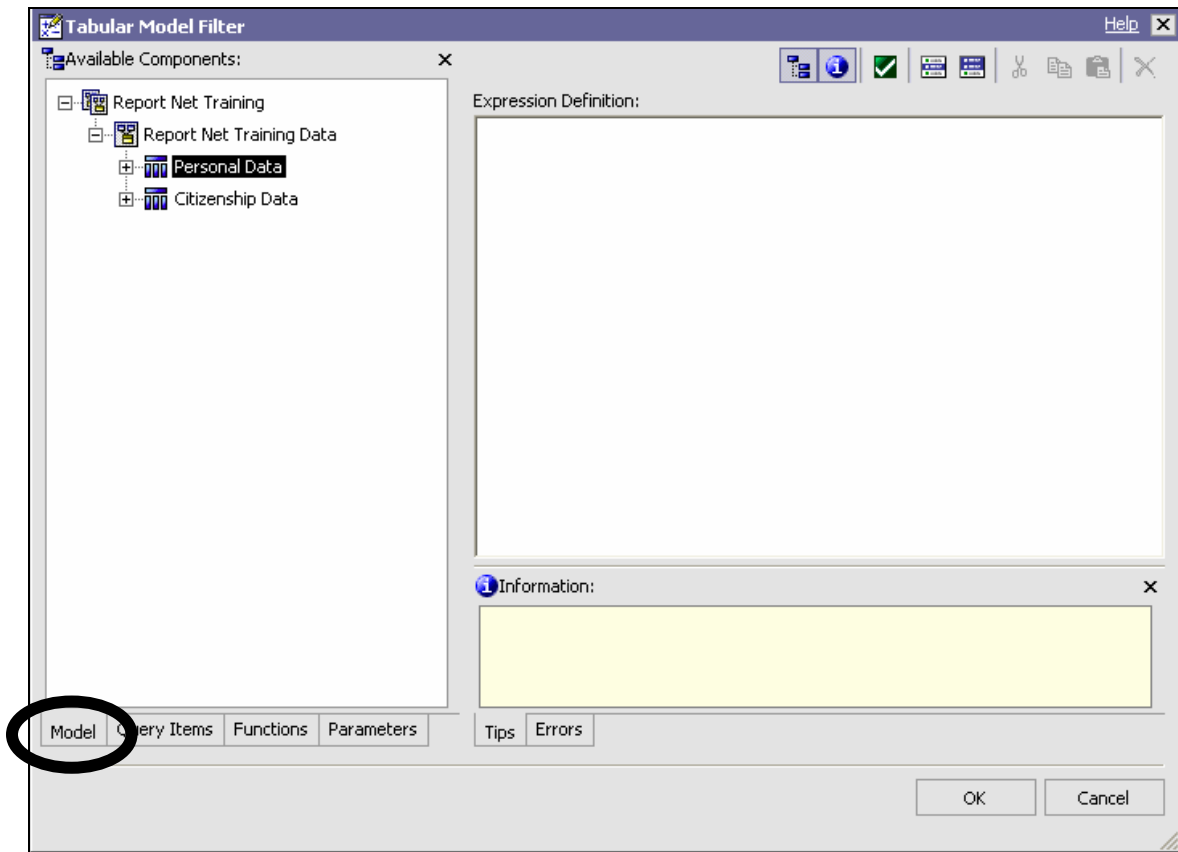 Tabular Model Filter
Help
Available Components:
Report Net Training
Report Net Training Data
Personal Data
Citizenship Data
Expression Definition:
Information:
Model Query Items Functions Parameters
Tips Errors
OK Cancel